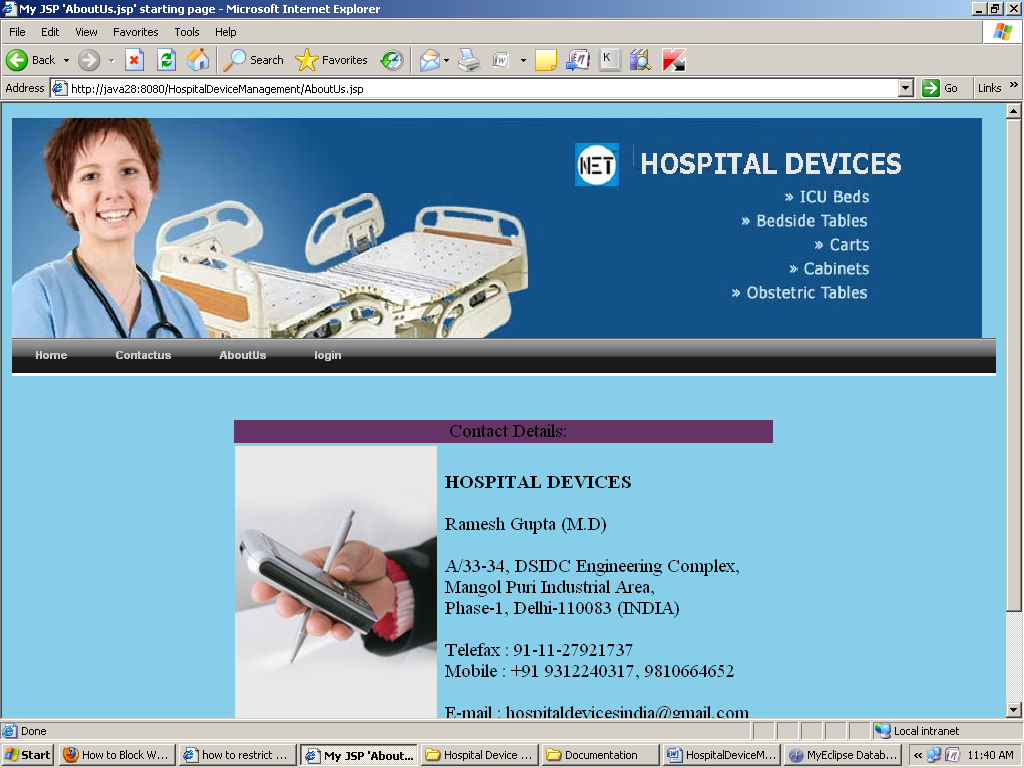 My JSP 'AboutUs.jsp' starting page - Microsoft Internet Explorer
File Edit View Favorites Tools Help
Back Search Favorites
Address http://java28:8080/HospitalDeviceManagement/AboutUs.jsp Go Links »
NET HOSPITAL DEVICES
» ICU Beds
» Bedside Tables
» Carts
» Cabinets
» Obstetric Tables
Home Contactus AboutUs login
Contact Details:
HOSPITAL DEVICES
Ramesh Gupta (M.D)
A/33-34, DSIDC Engineering Complex,
Mangol Puri Industrial Area,
Phase-1, Delhi-110083 (INDIA)
Telefax : 91-11-27921737
Mobile : +91 9312240317, 9810664652
E-mail : hospitaldevicesindia@gmail.com
Done Local intranet
Start How to Block W... how to restrict ... My JSP 'About... Hospital Device ... Documentation HospitalDeviceM... MyEclipse Datab... « 11:40 AM